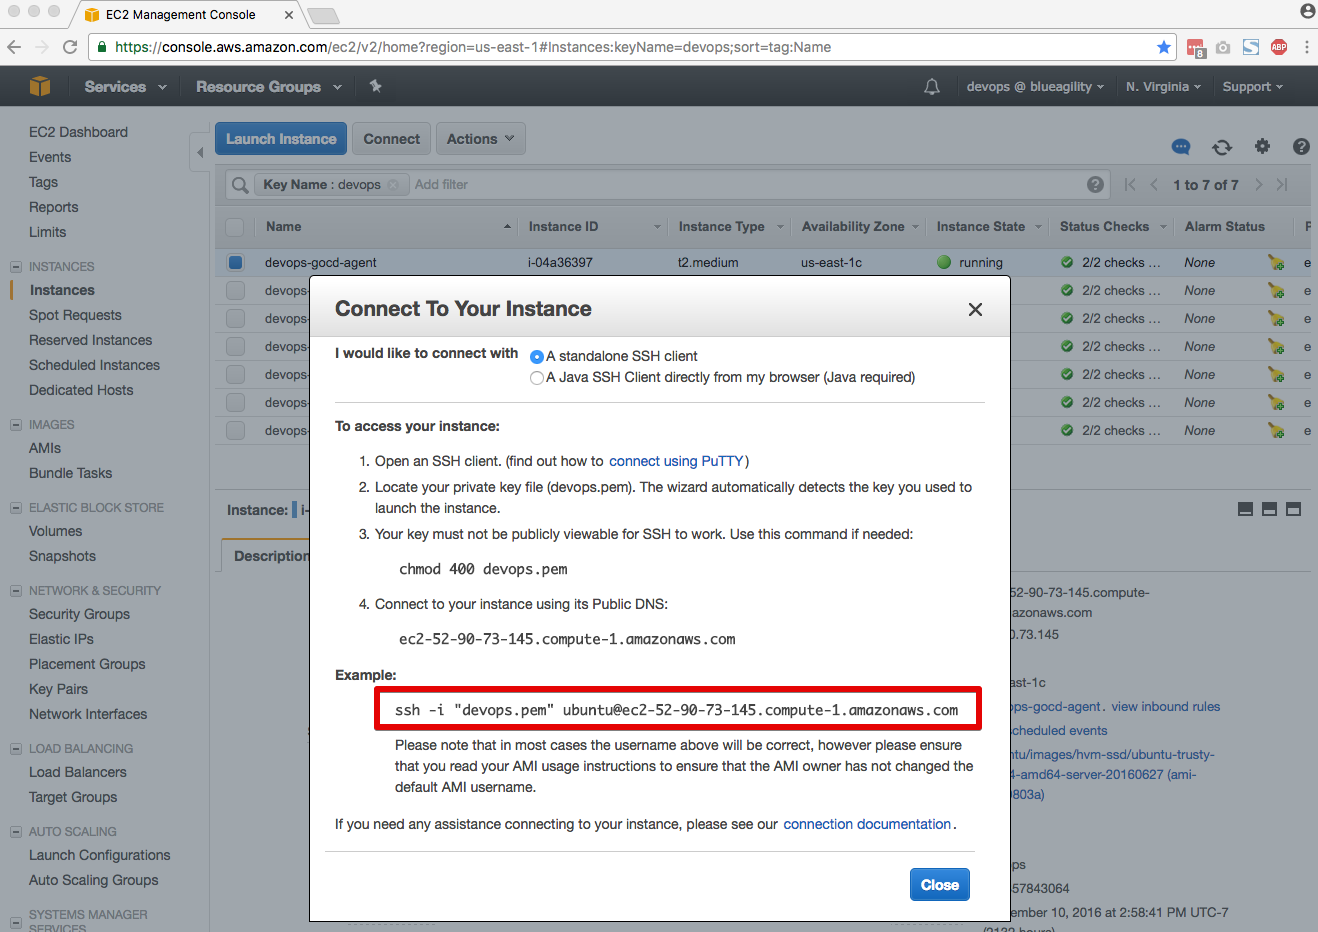 EC2 Management Console
https://console.aws.amazon.com/ec2/v2/home?region=us-east-1#Instances:keyName=devops;sort=tag:Name
8
ABP
Services
Resource Groups
devops @ blueagility
N. Virginia
Support
EC2 Dashboard
Events
Tags
Reports
Limits
INSTANCES
Instances
Spot Requests
Reserved Instances
Scheduled Instances
Dedicated Hosts
IMAGES
AMIs
Bundle Tasks
ELASTIC BLOCK STORE
Volumes
Snapshots
NETWORK & SECURITY
Security Groups
Elastic IPs
Placement Groups
Key Pairs
Network Interfaces
LOAD BALANCING
Load Balancers
Target Groups
AUTO SCALING
Launch Configurations
Auto Scaling Groups
SYSTEMS MANAGER
SERVICES
Launch Instance Connect Actions
Key Name : devops Add filter
1 to 7 of 7
Name Instance ID Instance Type Availability Zone Instance State Status Checks Alarm Status P
devops-gocd-agent i-04a36397 t2.medium us-east-1c running 2/2 checks ... None e
devops- 2/2 checks ... None e
devops- 2/2 checks ... None e
devops- 2/2 checks ... None e
devops- 2/2 checks ... None e
devops- 2/2 checks ... None e
devops- 2/2 checks ... None e
Instance: i-
Description
Connect To Your Instance
I would like to connect with
A standalone SSH client
A Java SSH Client directly from my browser (Java required)
To access your instance:
1. Open an SSH client. (find out how to connect using PuTTY)
2. Locate your private key file (devops.pem). The wizard automatically detects the key you used to
launch the instance.
3. Your key must not be publicly viewable for SSH to work. Use this command if needed:
chmod 400 devops.pem
4. Connect to your instance using its Public DNS:
ec2-52-90-73-145.compute-1.amazonaws.com
Example:
ssh -i "devops.pem" ubuntu@ec2-52-90-73-145.compute-1.amazonaws.com
Please note that in most cases the username above will be correct, however please ensure
that you read your AMI usage instructions to ensure that the AMI owner has not changed the
default AMI username.
If you need any assistance connecting to your instance, please see our connection documentation.
Close
52-90-73-145.compute-
azonaws.com
0.73.145
ast-1c
ps-gocd-agent. view inbound rules
cheduled events
ntu/images/hvm-ssd/ubuntu-trusty-
4-amd64-server-20160627 (ami-
9803a)
ps
557843064
ember 10, 2016 at 2:58:41 PM UTC-7